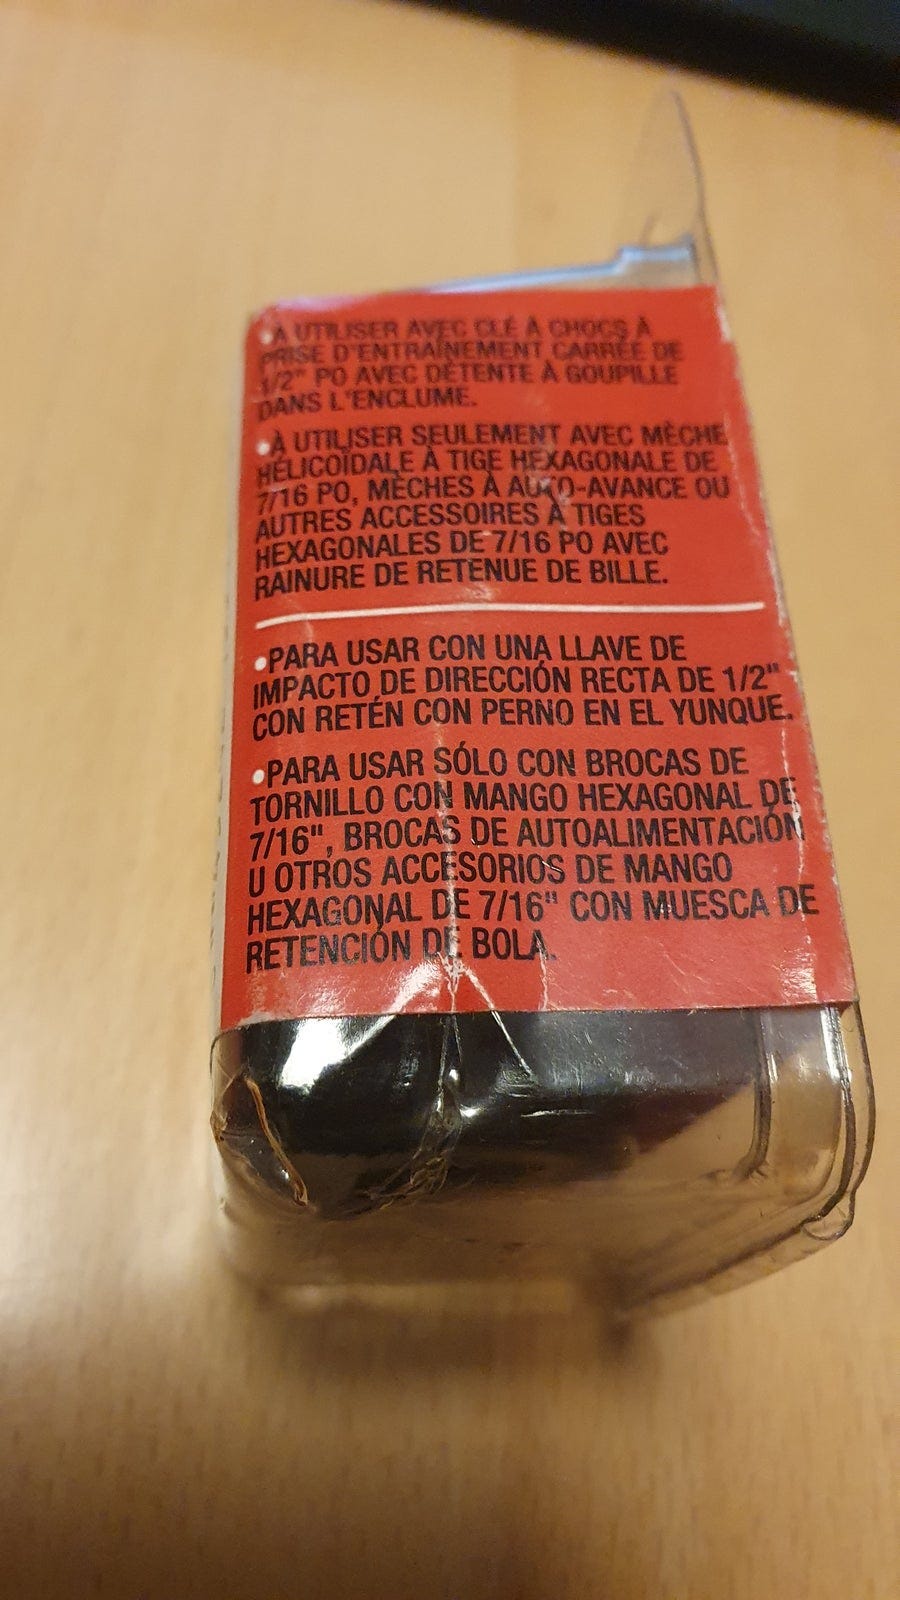 •À UTILISER AVEC CLÉ À CHOCS À
PRISE D'ENTRAÎNEMENT CARRÉE DE
1/2" PO AVEC DÉTENTE À GOUPILLE
DANS L'ENCLUME.
•À UTILISER SEULEMENT AVEC MÈCHE
HÉLICOÏDALE À TIGE HEXAGONALE DE
7/16 PO, MÈCHES À AUTO-AVANCE OU
AUTRES ACCESSOIRES À TIGES
HEXAGONALES DE 7/16 PO AVEC
RAINURE DE RETENUE DE BILLE.
•PARA USAR CON UNA LLAVE DE
IMPACTO DE DIRECCIÓN RECTA DE 1/2"
CON RETÉN CON PERNO EN EL YUNQUE.
•PARA USAR SÓLO CON BROCAS DE
TORNILLO CON MANGO HEXAGONAL DE
7/16", BROCAS DE AUTOALIMENTACIÓN
U OTROS ACCESORIOS DE MANGO
HEXAGONAL DE 7/16" CON MUESCA DE
RETENCIÓN DE BOLA.